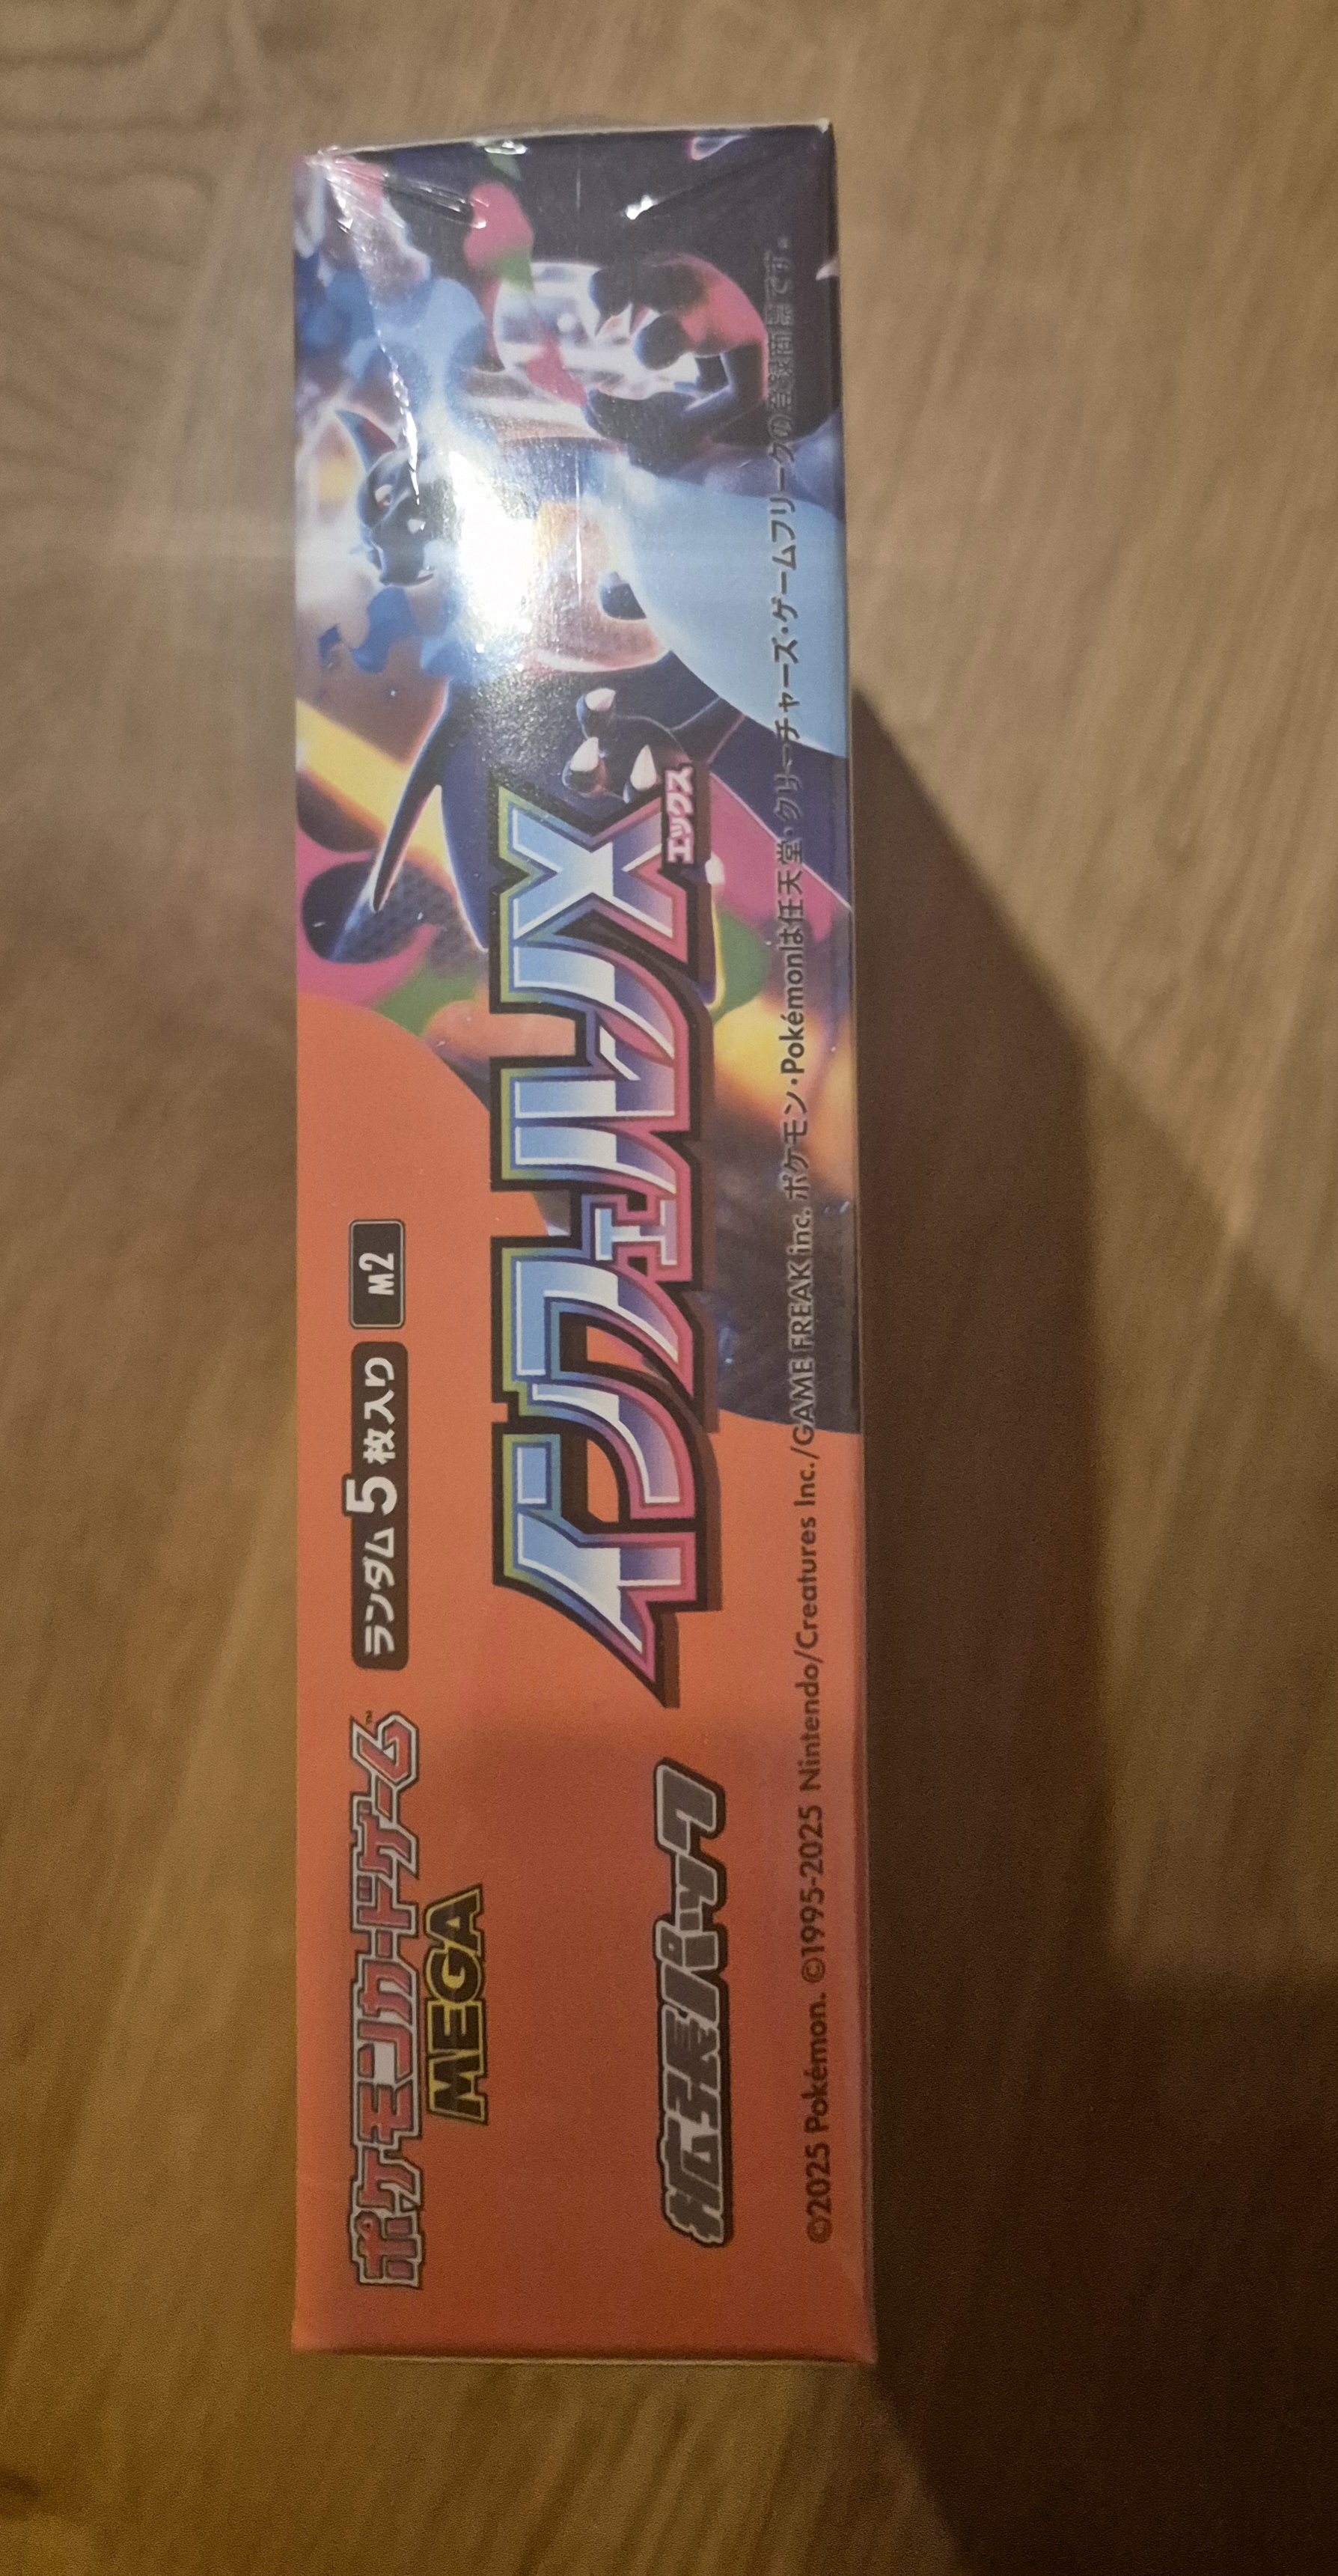 ポケモンカードゲーム™
MEGA
ランダム5枚入り
M2
拡張パック
インフェルノX
エックス
©2025 Pokémon. ©1995-2025 Nintendo/Creatures Inc./GAME FREAK inc. ポケモン・Pokémonは任天堂・クリーチャーズ・ゲームフリークの登録商標です。